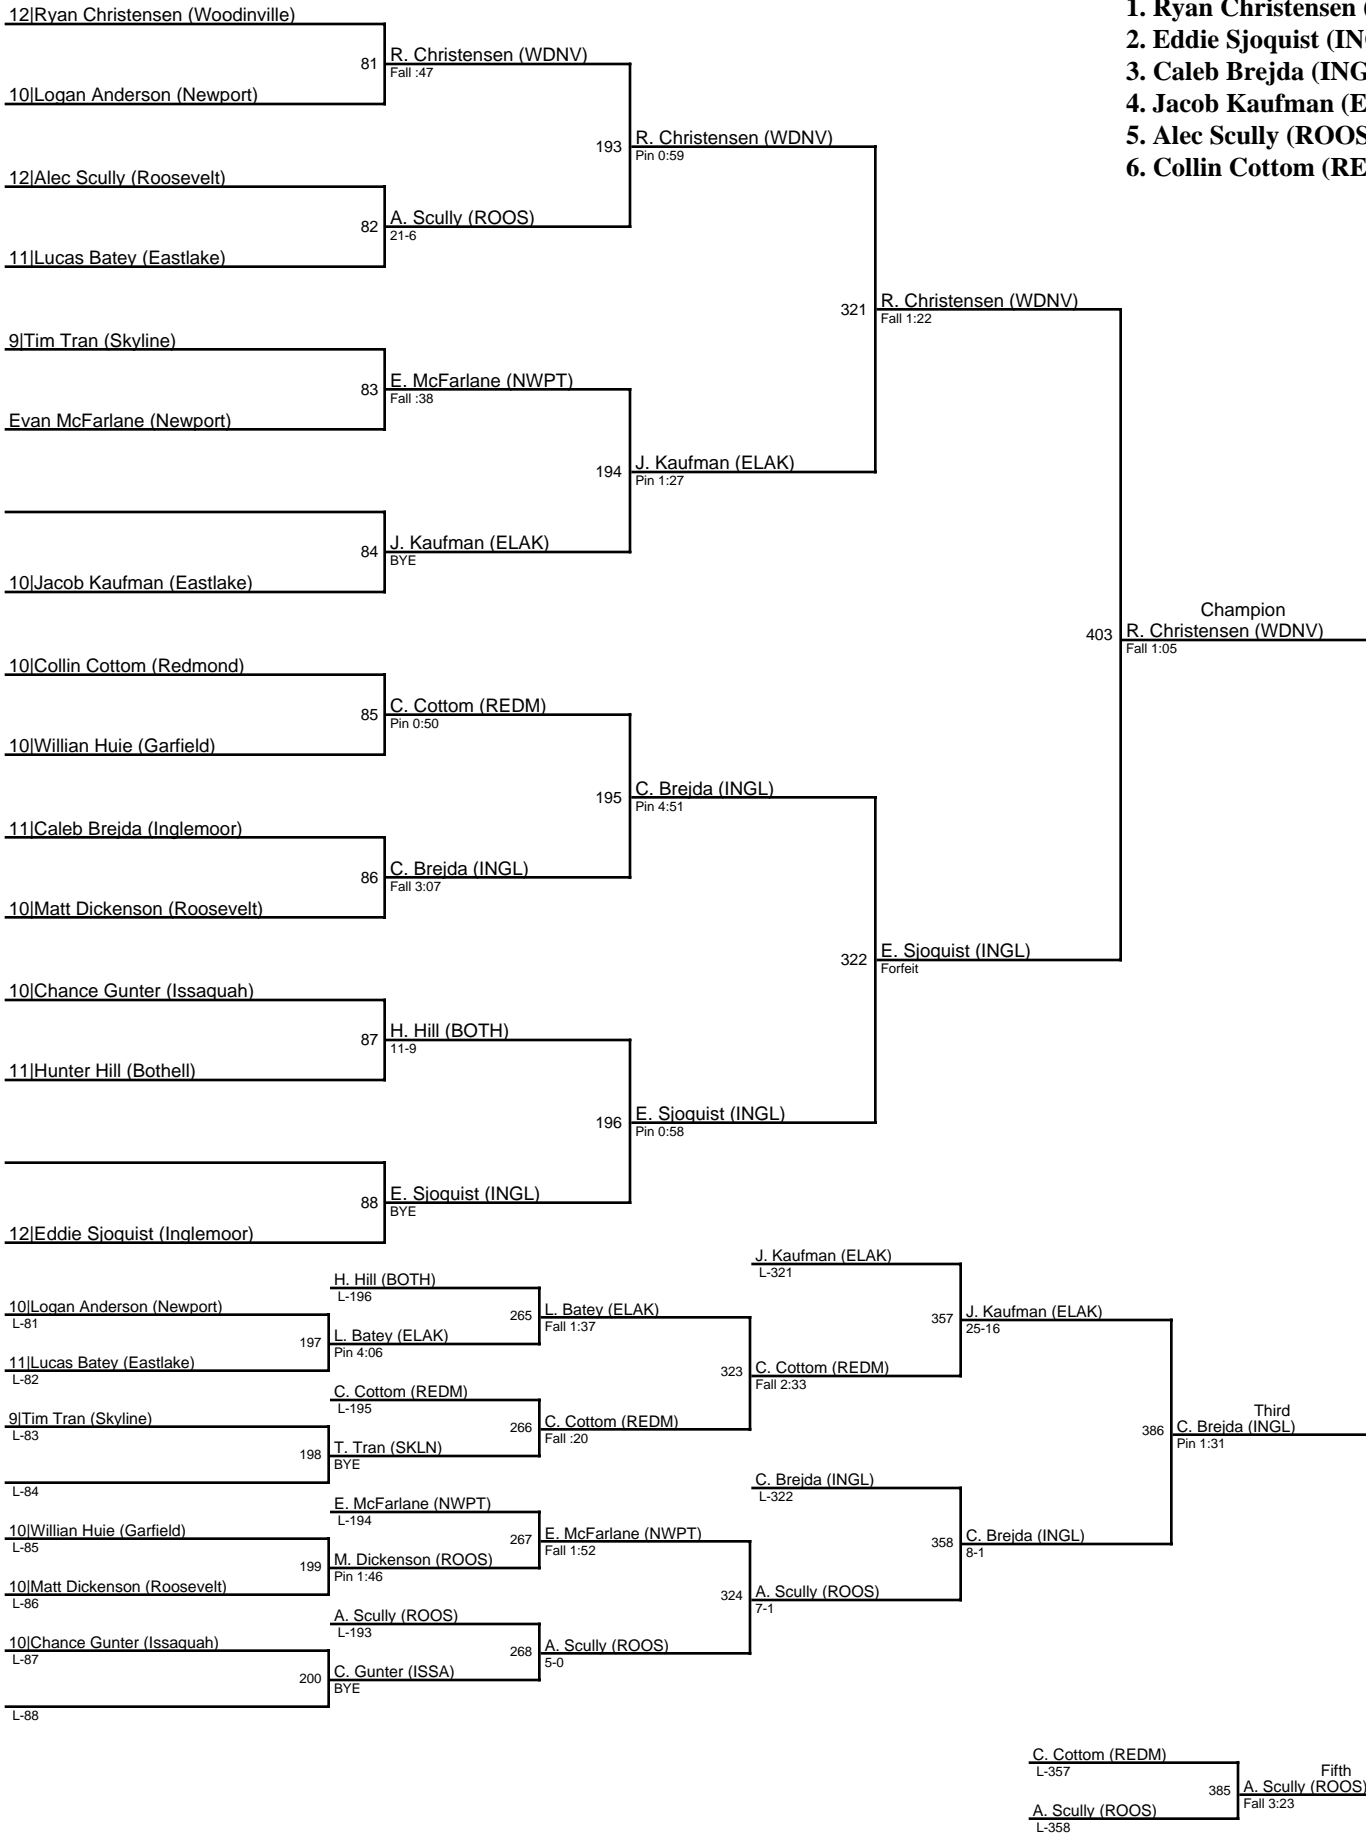 1. Ryan Christensen (
2. Eddie Sjoquist (IN
3. Caleb Brejda (ING
4. Jacob Kaufman (E
5. Alec Scully (ROOS
6. Collin Cottom (RE
12|Ryan Christensen (Woodinville)
81
R. Christensen (WDNV)
Fall :47
10|Logan Anderson (Newport)
193
R. Christensen (WDNV)
Pin 0:59
12|Alec Scully (Roosevelt)
82
A. Scully (ROOS)
21-6
11|Lucas Batey (Eastlake)
321
R. Christensen (WDNV)
Fall 1:22
9|Tim Tran (Skyline)
83
E. McFarlane (NWPT)
Fall :38
Evan McFarlane (Newport)
194
J. Kaufman (ELAK)
Pin 1:27
84
J. Kaufman (ELAK)
BYE
10|Jacob Kaufman (Eastlake)
Champion
403
R. Christensen (WDNV)
Fall 1:05
10|Collin Cottom (Redmond)
85
C. Cottom (REDM)
Pin 0:50
10|Willian Huie (Garfield)
195
C. Brejda (INGL)
Pin 4:51
11|Caleb Brejda (Inglemoor)
86
C. Brejda (INGL)
Fall 3:07
10|Matt Dickenson (Roosevelt)
322
E. Sjoquist (INGL)
Forfeit
10|Chance Gunter (Issaquah)
87
H. Hill (BOTH)
11-9
11|Hunter Hill (Bothell)
196
E. Sjoquist (INGL)
Pin 0:58
88
E. Sjoquist (INGL)
BYE
12|Eddie Sjoquist (Inglemoor)
J. Kaufman (ELAK)
L-321
H. Hill (BOTH)
L-196
10|Logan Anderson (Newport)
L-81
265
L. Batey (ELAK)
Fall 1:37
357
J. Kaufman (ELAK)
25-16
197
L. Batey (ELAK)
Pin 4:06
11|Lucas Batey (Eastlake)
L-82
323
C. Cottom (REDM)
Fall 2:33
C. Cottom (REDM)
L-195
9|Tim Tran (Skyline)
L-83
266
C. Cottom (REDM)
Fall :20
Third
386
C. Brejda (INGL)
Pin 1:31
198
T. Tran (SKLN)
BYE
L-84
C. Brejda (INGL)
L-322
E. McFarlane (NWPT)
L-194
10|Willian Huie (Garfield)
L-85
267
E. McFarlane (NWPT)
Fall 1:52
358
C. Brejda (INGL)
8-1
199
M. Dickenson (ROOS)
Pin 1:46
10|Matt Dickenson (Roosevelt)
L-86
324
A. Scully (ROOS)
7-1
A. Scully (ROOS)
L-193
10|Chance Gunter (Issaquah)
L-87
268
A. Scully (ROOS)
5-0
200
C. Gunter (ISSA)
BYE
L-88
C. Cottom (REDM)
L-357
Fifth
385
A. Scully (ROOS)
Fall 3:23
A. Scully (ROOS)
L-358